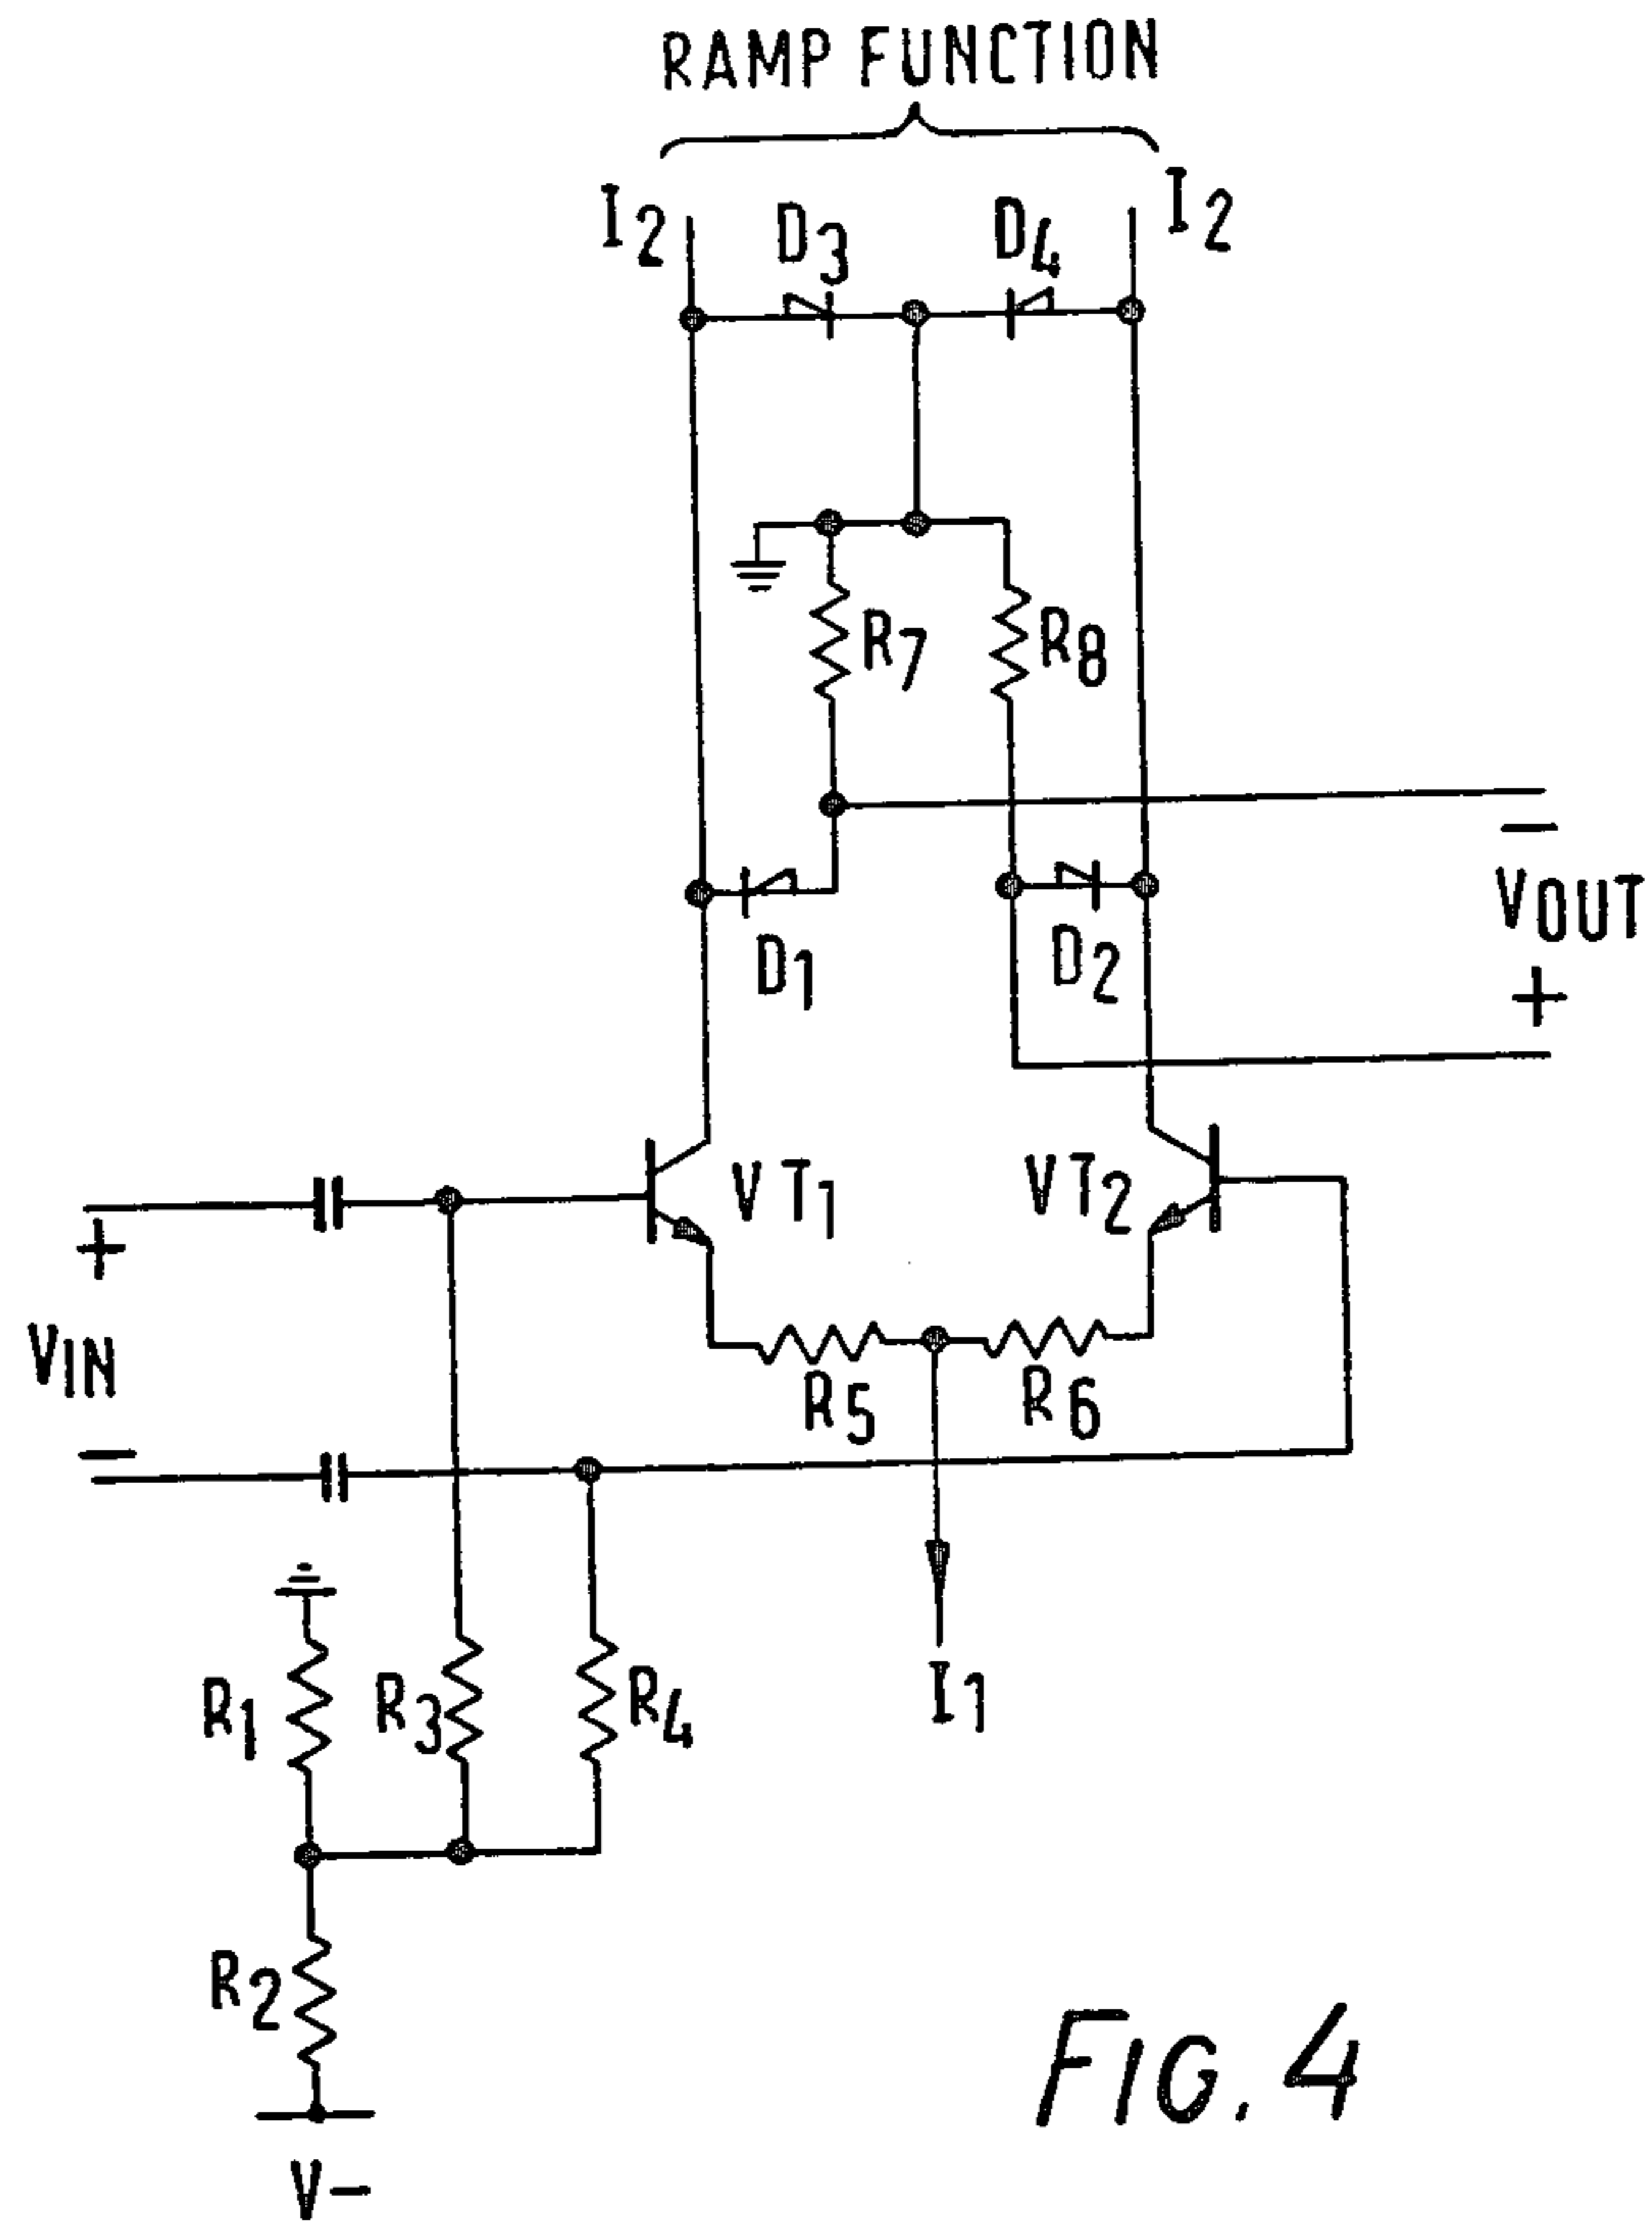 RAMP FUNCTION
I2 D3 D4 I2
R7 R8
- VOUT +
D1 D2
VT1 VT2
+ VIN -
R5 R6
I1
R1 R3 R4
R2
V-
FIG. 4